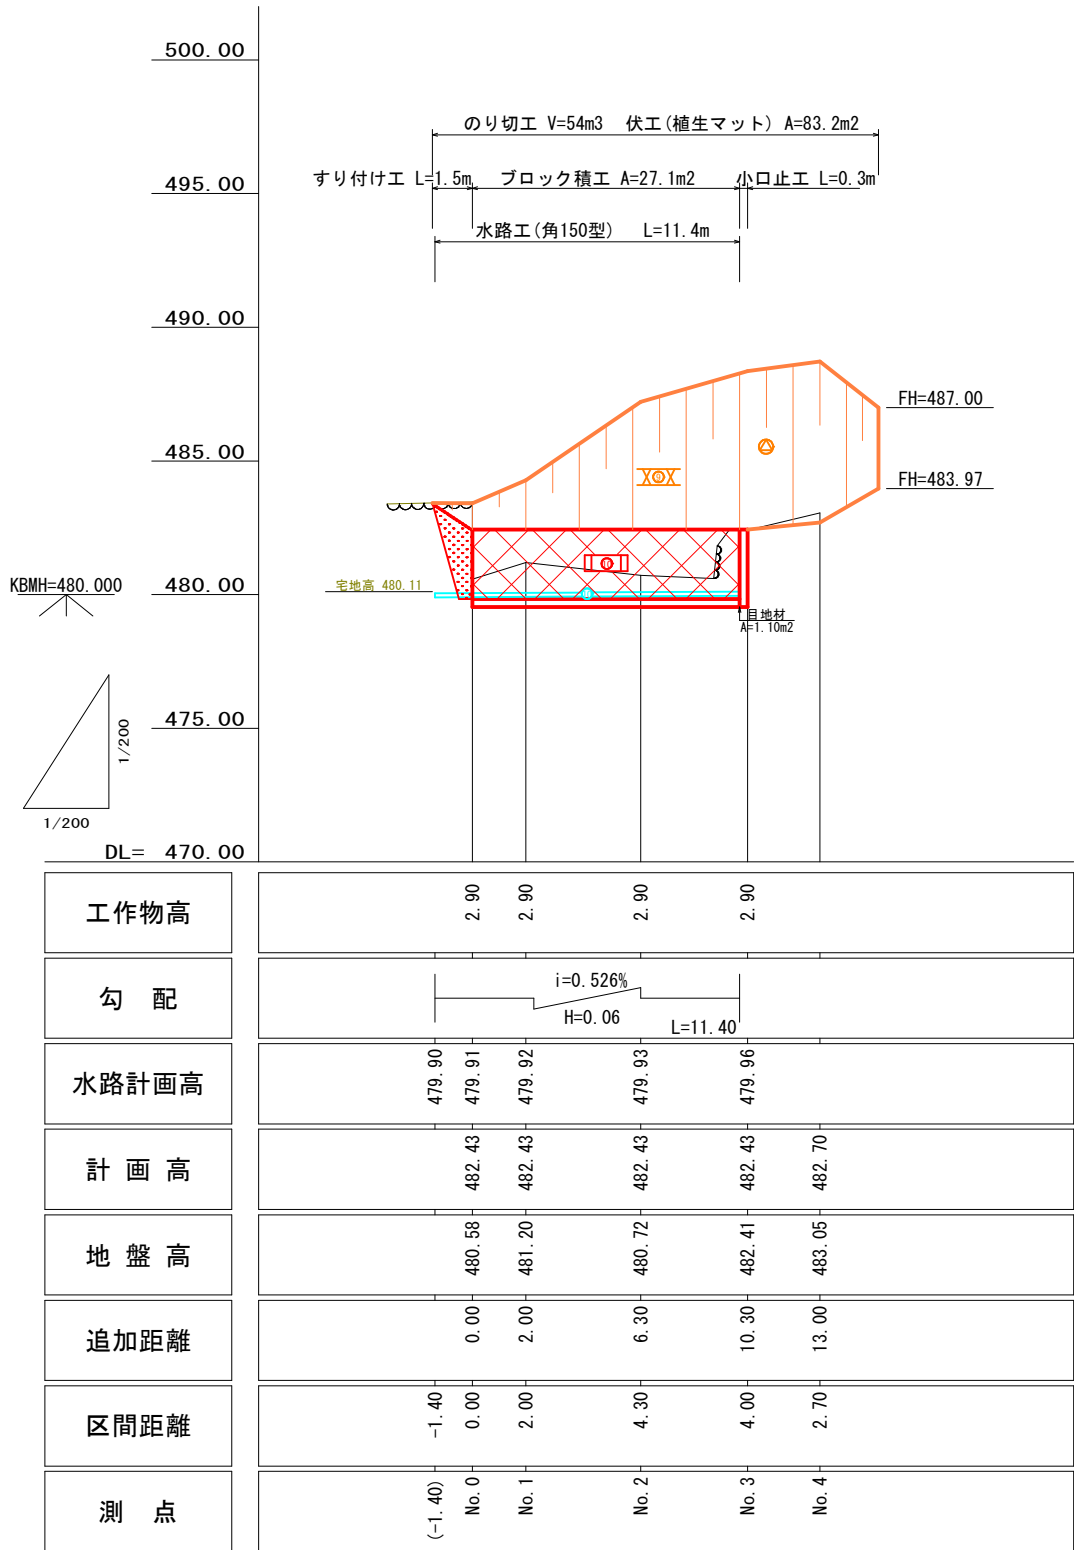 500.00
のり切工 V=54m3 伏工(植生マット) A=83.2m2
495.00
すり付け工 L=1.5m ブロック積工 A=27.1m2 小口止工 L=0.3m
水路工(角150型) L=11.4m
490.00
FH=487.00
485.00
FH=483.97
480.00
KBMH=480.000
宅地高 480.11
目地材
A=1.10m2
475.00
1/200
1/200
DL= 470.00
工作物高 2.90 2.90 2.90 2.90
勾 配 i=0.526% H=0.06 L=11.40
水路計画高 479.90 479.91 479.92 479.93 479.96
計 画 高 482.43 482.43 482.43 482.43 482.70
地 盤 高 480.58 481.20 480.72 482.41 483.05
追加距離 0.00 2.00 6.30 10.30 13.00
区間距離 -1.40 0.00 2.00 4.30 4.00 2.70
測 点 (-1.40) No.0 No.1 No.2 No.3 No.4